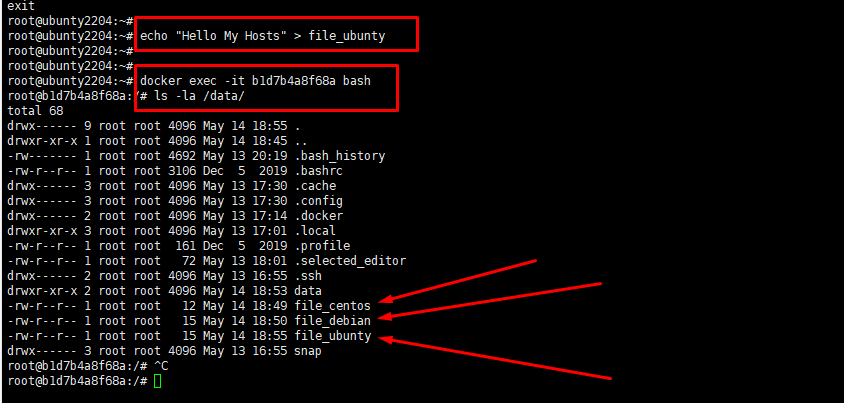 exit
root@ubunty2204:~#
root@ubunty2204:~# echo "Hello My Hosts" > file_ubunty
root@ubunty2204:~#
root@ubunty2204:~#
root@ubunty2204:~# docker exec -it b1d7b4a8f68a bash
root@b1d7b4a8f68a:/# ls -la /data/
total 68
drwx------ 9 root root 4096 May 14 18:55 .
drwxr-xr-x 1 root root 4096 May 14 18:45 ..
-rw------- 1 root root 4692 May 13 20:19 .bash_history
-rw-r--r-- 1 root root 3106 Dec  5  2019 .bashrc
drwx------ 3 root root 4096 May 13 17:30 .cache
drwx------ 3 root root 4096 May 13 17:30 .config
drwx------ 2 root root 4096 May 13 17:14 .docker
drwxr-xr-x 3 root root 4096 May 13 17:01 .local
-rw-r--r-- 1 root root  161 Dec  5  2019 .profile
-rw-r--r-- 1 root root   72 May 13 18:01 .selected_editor
drwx------ 2 root root 4096 May 13 16:55 .ssh
drwxr-xr-x 2 root root 4096 May 14 18:53 data
-rw-r--r-- 1 root root   12 May 14 18:49 file_centos
-rw-r--r-- 1 root root   15 May 14 18:50 file_debian
-rw-r--r-- 1 root root   15 May 14 18:55 file_ubunty
drwx------ 3 root root 4096 May 13 16:55 snap
root@b1d7b4a8f68a:/# ^C
root@b1d7b4a8f68a:/#